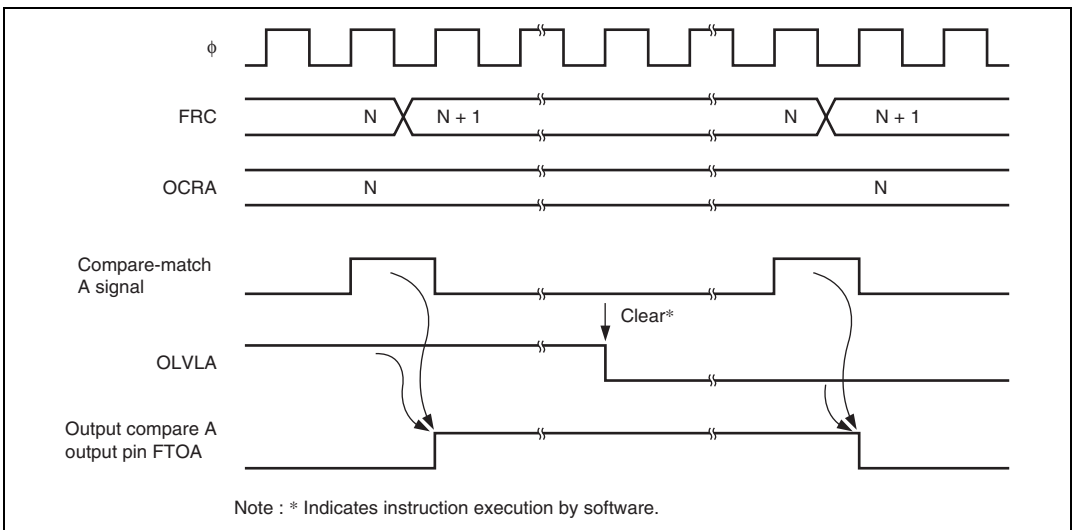 ϕ
FRC N N + 1 N N + 1
OCRA N N
Compare-match
A signal
Clear*
OLVLA
Output compare A
output pin FTOA
Note : * Indicates instruction execution by software.